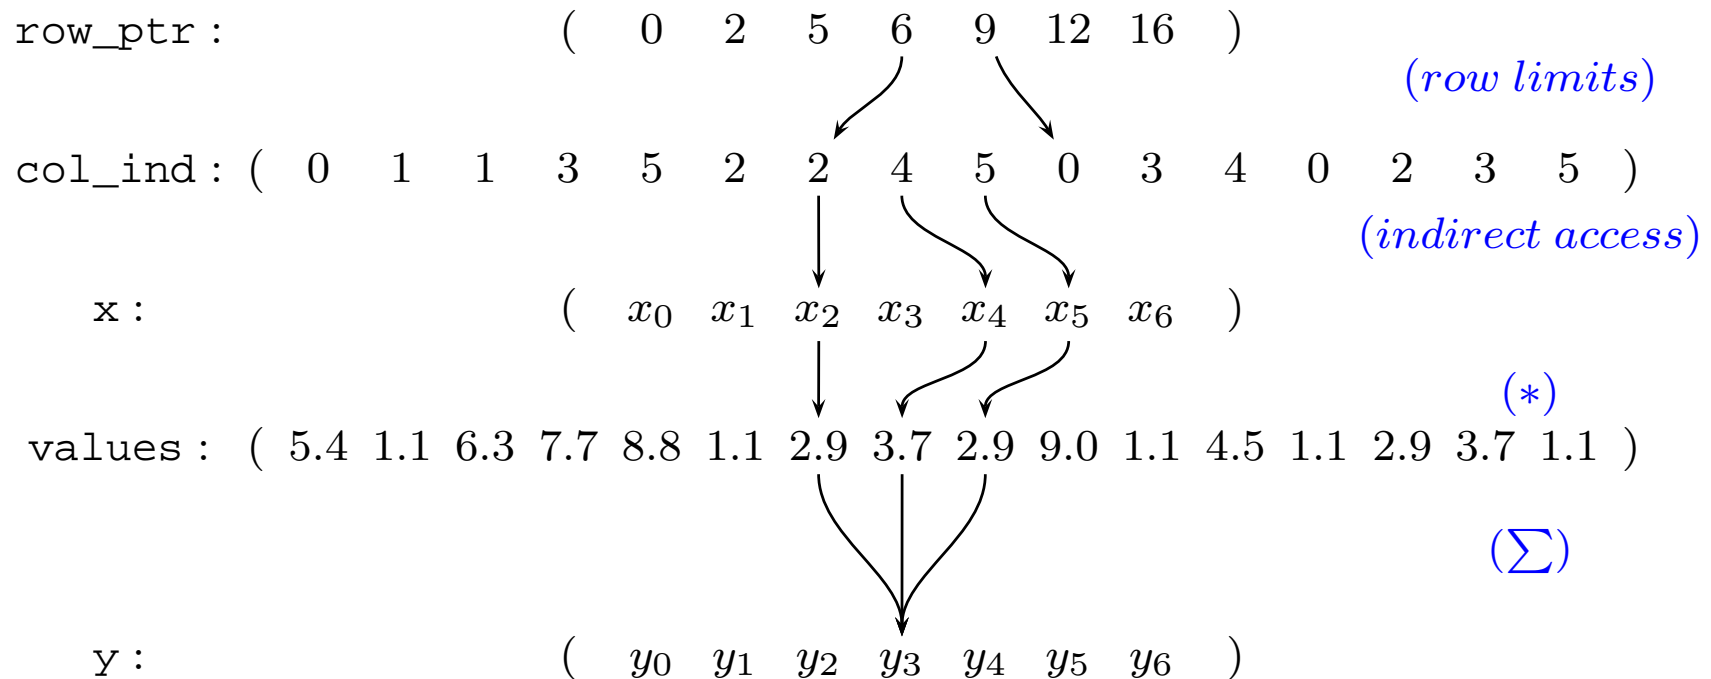 row_ptr : ( 0 2 5 6 9 12 16 )
(row limits)
col_ind : ( 0 1 1 3 5 2 2 4 5 0 3 4 0 2 3 5 )
(indirect access)
x : ( x₀ x₁ x₂ x₃ x₄ x₅ x₆ )
(∗)
values : ( 5.4 1.1 6.3 7.7 8.8 1.1 2.9 3.7 2.9 9.0 1.1 4.5 1.1 2.9 3.7 1.1 )
(∑)
y : ( y₀ y₁ y₂ y₃ y₄ y₅ y₆ )